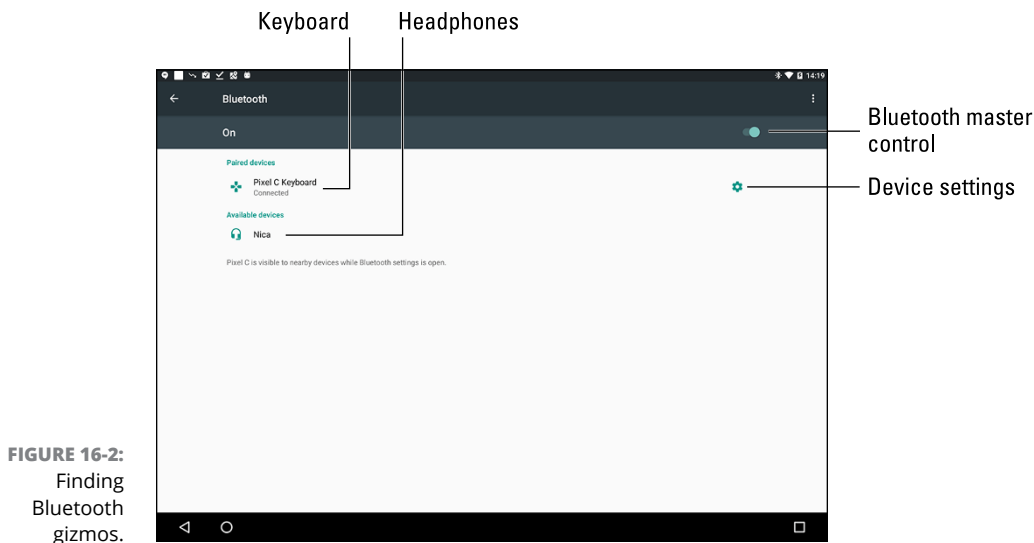 Keyboard Headphones
14:19
Bluetooth
On
Bluetooth master
control
Paired devices
Pixel C Keyboard
Connected
Device settings
Available devices
Nica
Pixel C is visible to nearby devices while Bluetooth settings is open.
FIGURE 16-2:
Finding
Bluetooth
gizmos.